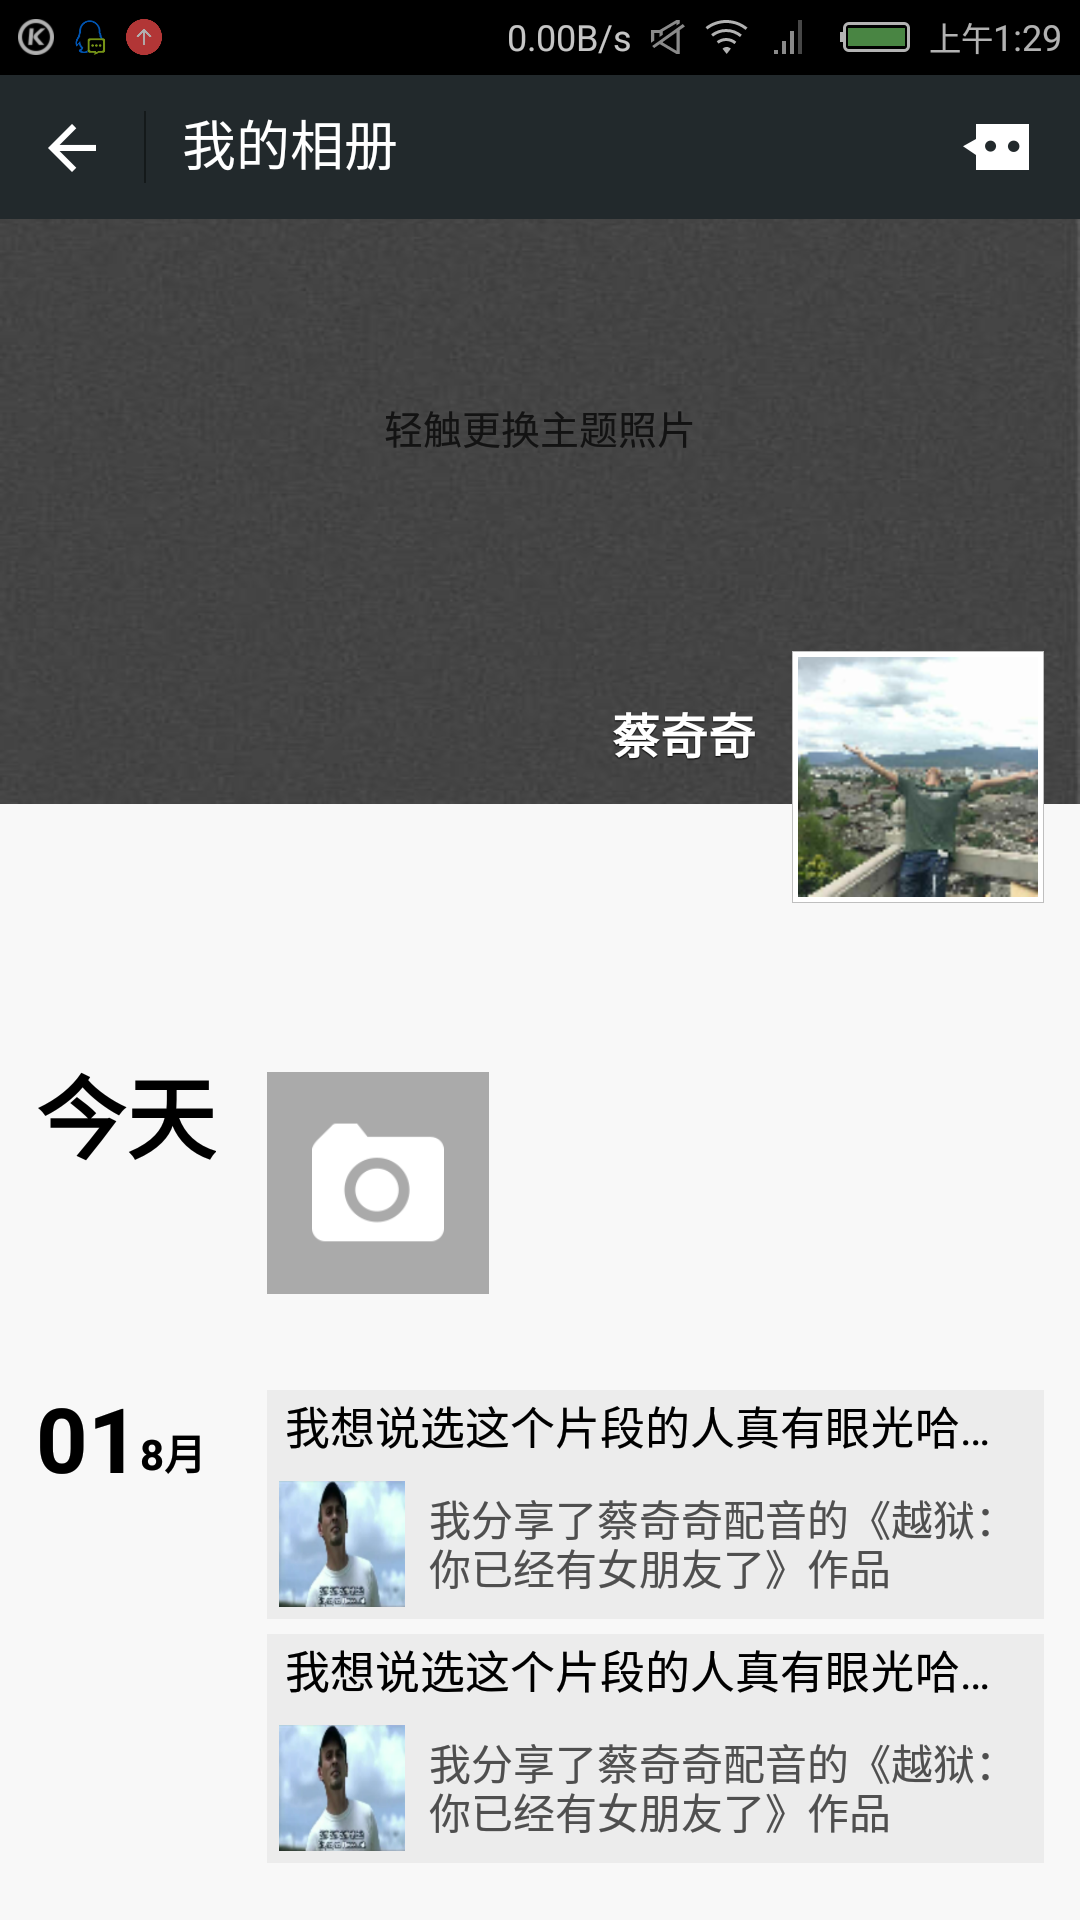 0.00B/s 上午1:29
我的相册
轻触更换主题照片
蔡奇奇
今天
01 8月
我想说选这个片段的人真有眼光哈...
我分享了蔡奇奇配音的《越狱：
你已经有女朋友了》作品
我想说选这个片段的人真有眼光哈...
我分享了蔡奇奇配音的《越狱：
你已经有女朋友了》作品